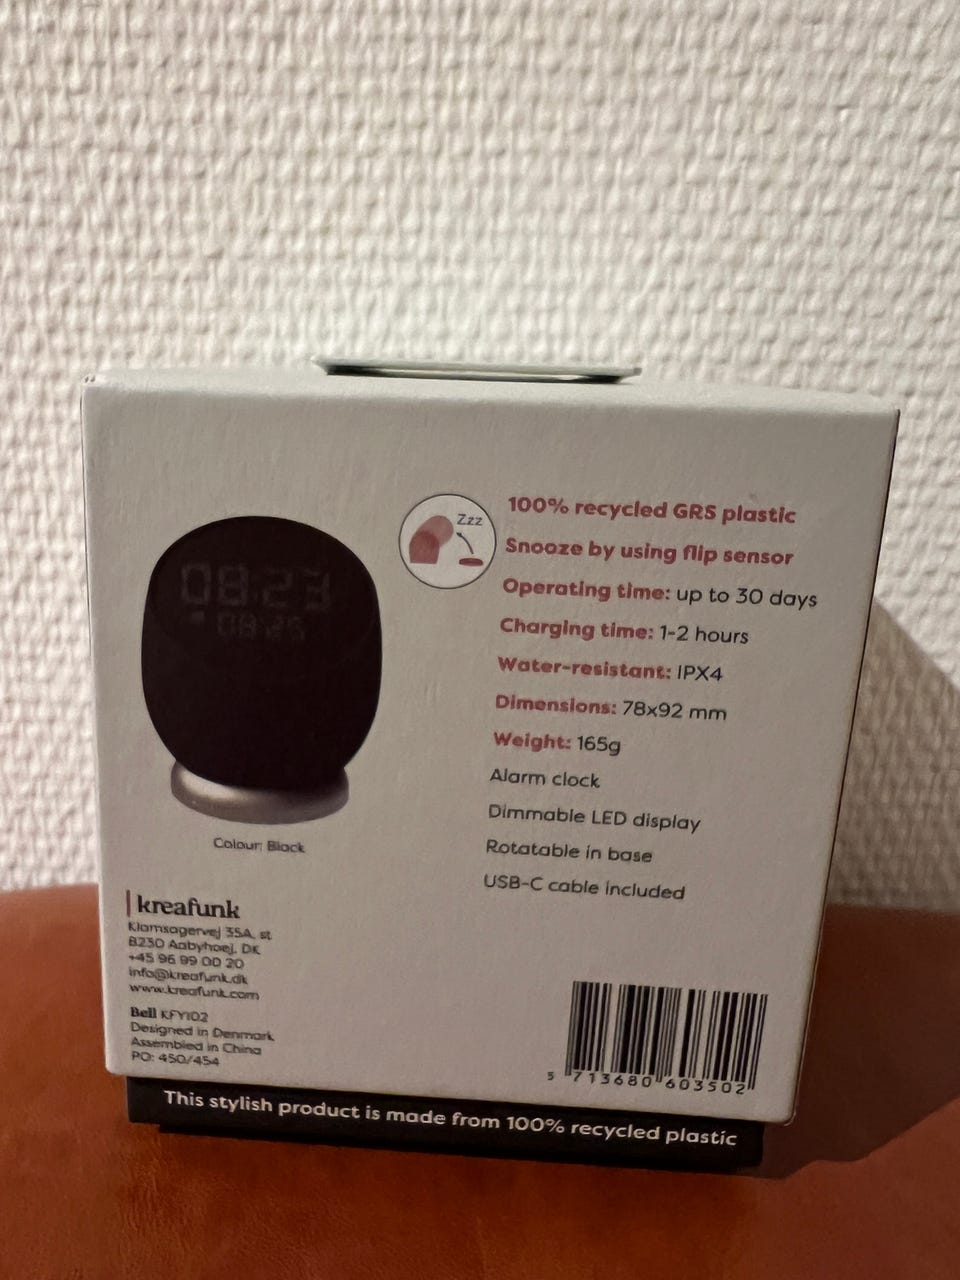 08:23
08:25
Colour: Black
Zzz
100% recycled GRS plastic
Snooze by using flip sensor
Operating time: up to 30 days
Charging time: 1-2 hours
Water-resistant: IPX4
Dimensions: 78x92 mm
Weight: 165g
Alarm clock
Dimmable LED display
Rotatable in base
USB-C cable included
kreafunk
Klamsagervej 35A, st
8230 Aabyhoej, DK
+45 96 99 00 20
info@kreafunk.dk
www.kreafunk.com
Bell KFY102
Designed in Denmark
Assembled in China
PO: 450/454
5 713680 603502
This stylish product is made from 100% recycled plastic